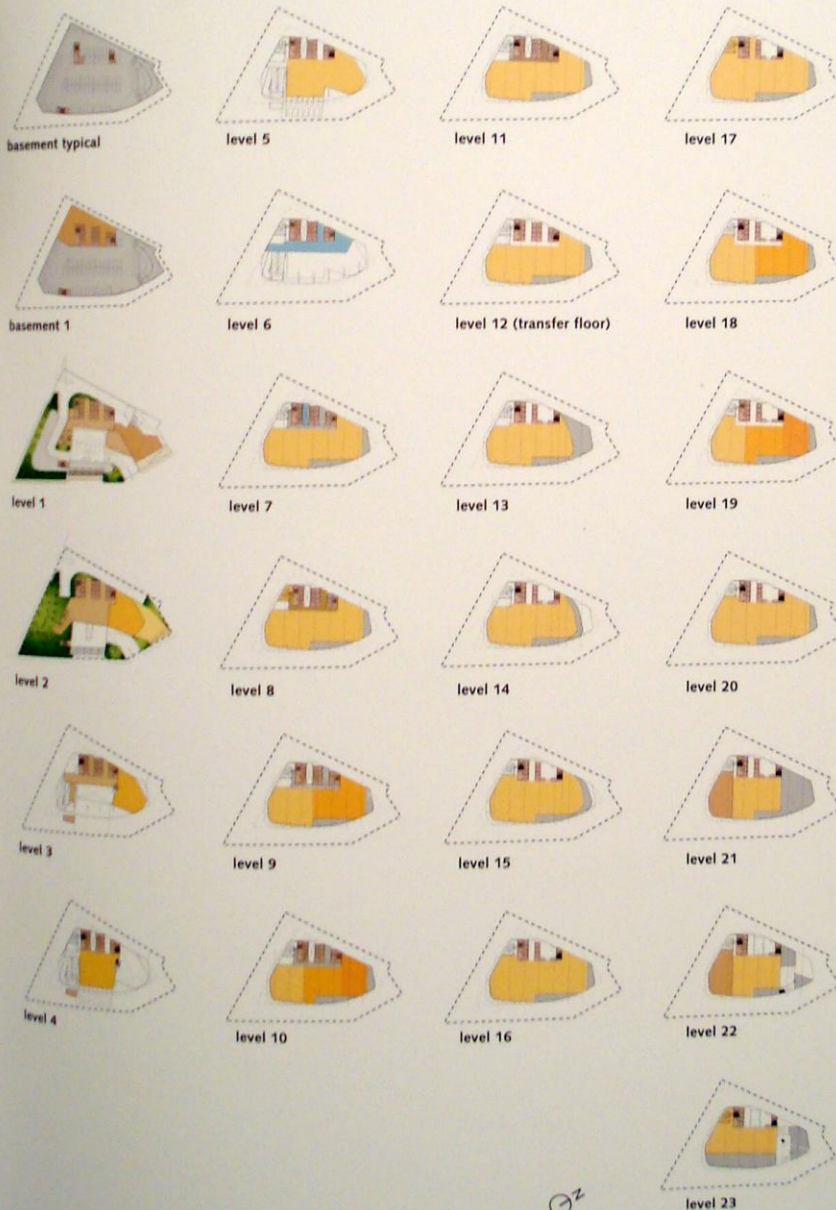 basement typical
basement 1
level 1
level 2
level 3
level 4
level 5
level 6
level 7
level 8
level 9
level 10
level 11
level 12 (transfer floor)
level 13
level 14
level 15
level 16
level 17
level 18
level 19
level 20
level 21
level 22
level 23
N